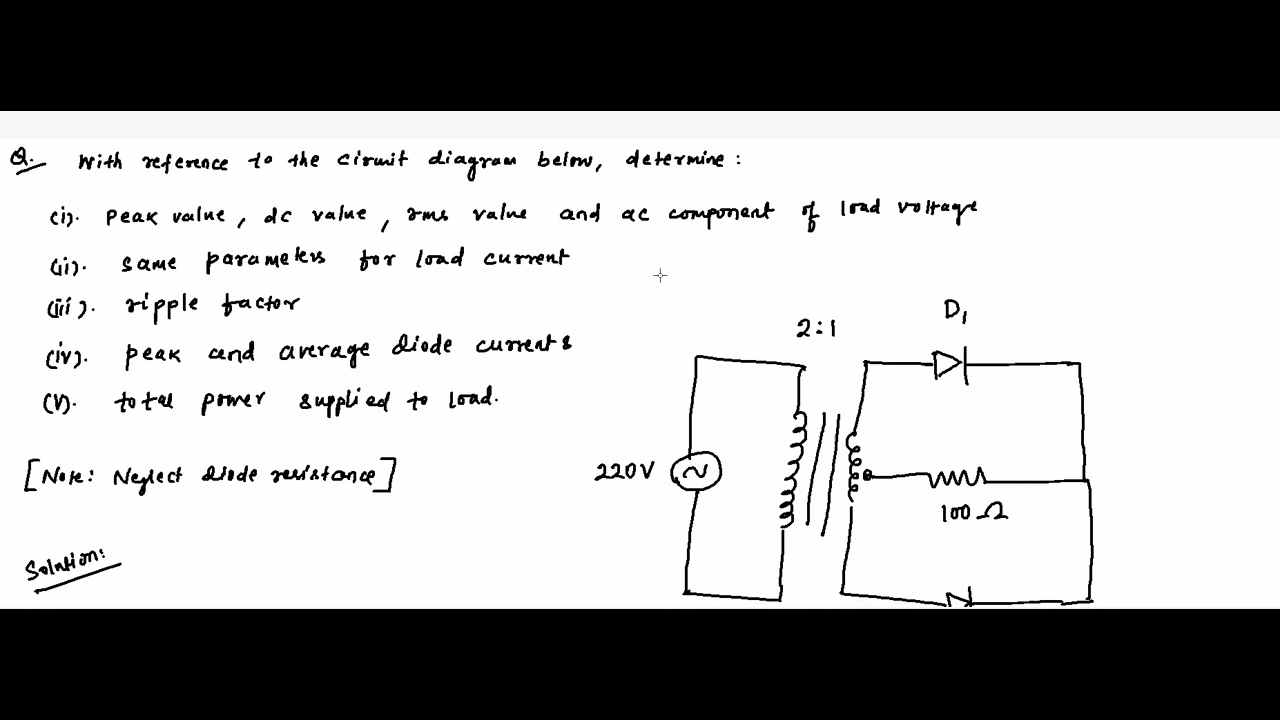 Q. With reference to the circuit diagram below, determine :
(i). peak value, dc value, rms value and ac component of load voltage
(ii). same parameters for load current
(iii). ripple factor
(iv). peak and average diode currents
(v). total power supplied to load.
[Note: Neglect diode resistance]
Solution:
D1
2:1
220V
100 Ω